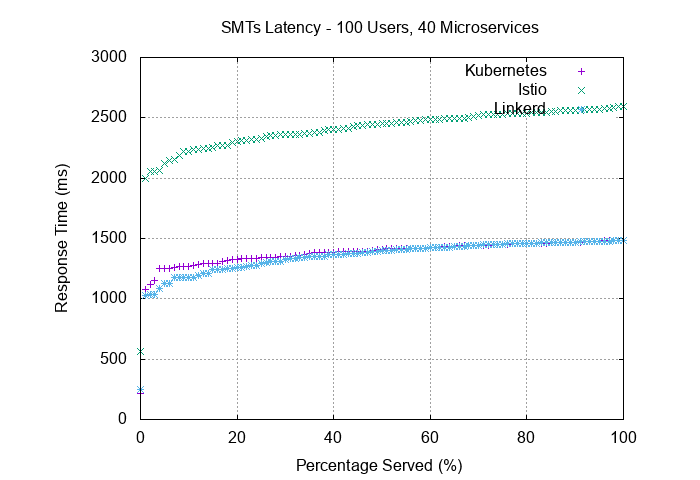 SMTs Latency - 100 Users, 40 Microservices
3000
2500
2000
1500
1000
500
0
Response Time (ms)
Kubernetes
Istio
Linkerd
0 20 40 60 80 100
Percentage Served (%)